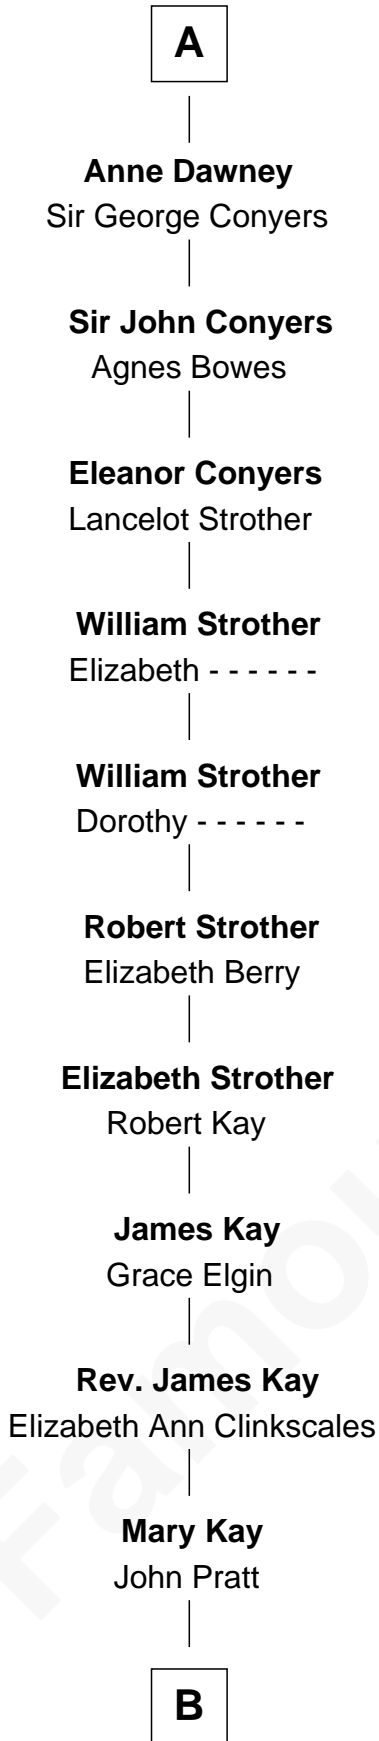 A
Anne Dawney
Sir George Conyers
Sir John Conyers
Agnes Bowes
Eleanor Conyers
Lancelot Strother
William Strother
Elizabeth - - - - - -
William Strother
Dorothy - - - - - -
Robert Strother
Elizabeth Berry
Elizabeth Strother
Robert Kay
James Kay
Grace Elgin
Rev. James Kay
Elizabeth Ann Clinkscales
Mary Kay
John Pratt
B
Famou